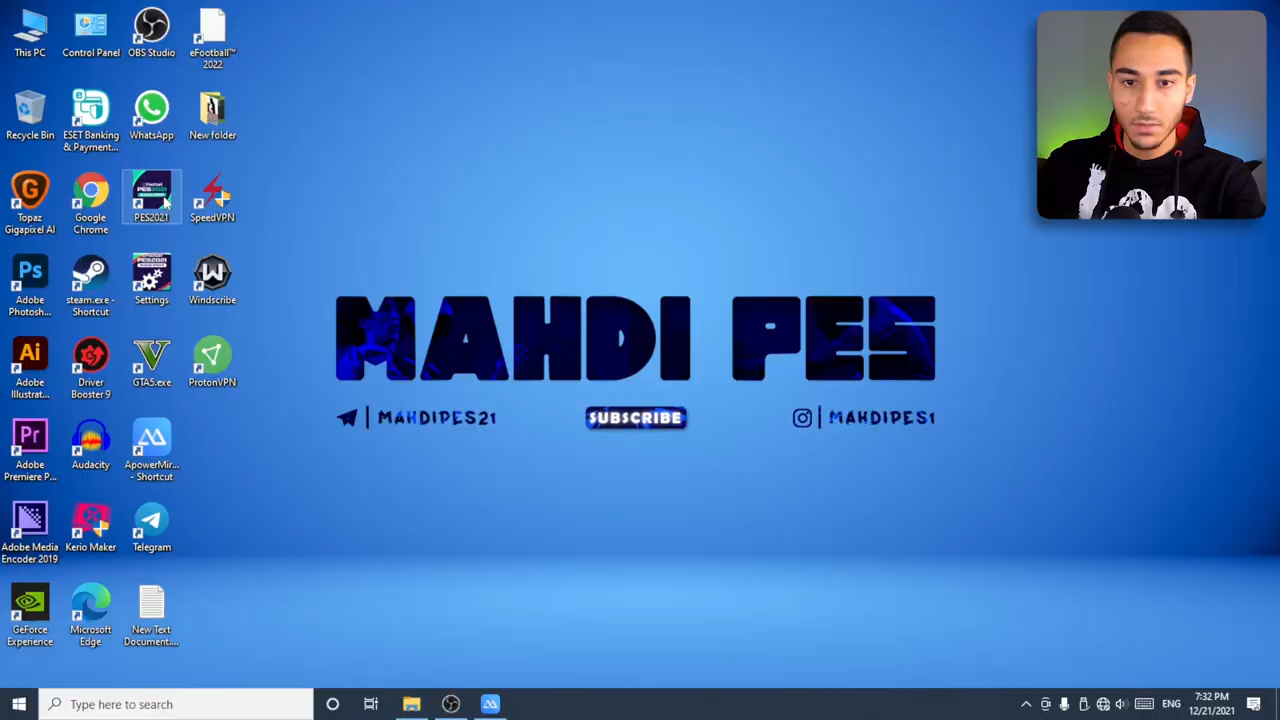 This PC
Control Panel
OBS Studio
eFootball™
2022
Recycle Bin
ESET Banking
& Payment...
WhatsApp
New folder
Topaz
Gigapixel AI
Google
Chrome
PES2021
SpeedVPN
Adobe
Photosh...
steam.exe -
Shortcut
Settings
Windscribe
Adobe
Illustrat...
Driver
Booster 9
GTA5.exe
ProtonVPN
Adobe
Premiere P...
Audacity
ApowerMir...
- Shortcut
Adobe Media
Encoder 2019
Kerio Maker
Telegram
GeForce
Experience
Microsoft
Edge
New Text
Document....
MAHDI PES
| MAHDIPES21
SUBSCRIBE
| MAHDIPES1
Type here to search
ENG
7:32 PM
12/21/2021